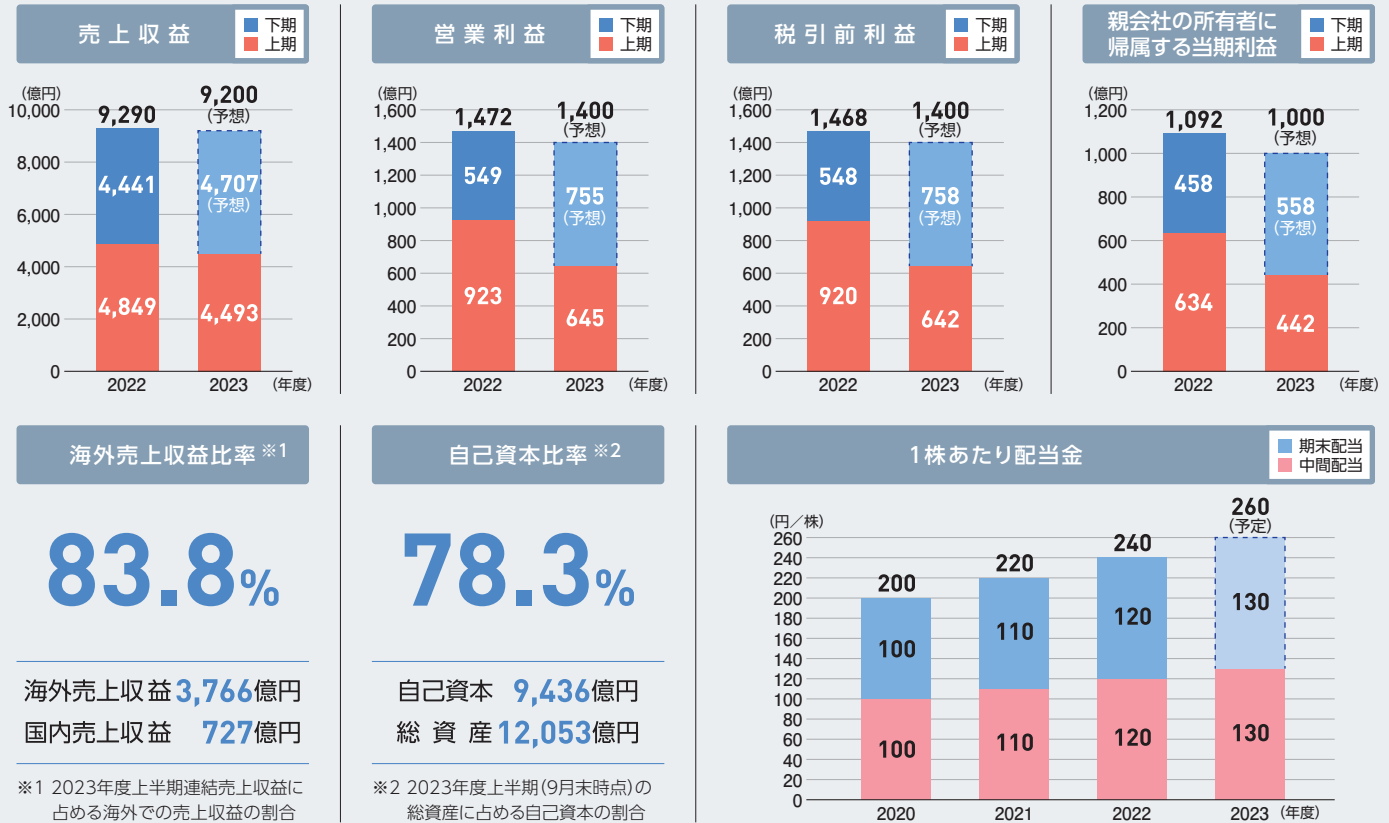 売上収益
下期
上期
(億円)
10,000
8,000
6,000
4,000
2,000
0
9,290
4,441
4,849
9,200
(予想)
4,707
(予想)
4,493
2022
2023
(年度)
営業利益
下期
上期
(億円)
1,600
1,400
1,200
1,000
800
600
400
200
0
1,472
549
923
1,400
(予想)
755
(予想)
645
2022
2023
(年度)
税引前利益
下期
上期
(億円)
1,600
1,400
1,200
1,000
800
600
400
200
0
1,468
548
920
1,400
(予想)
758
(予想)
642
2022
2023
(年度)
親会社の所有者に
帰属する当期利益
下期
上期
(億円)
1,200
1,000
800
600
400
200
0
1,092
458
634
1,000
(予想)
558
(予想)
442
2022
2023
(年度)
海外売上収益比率※1
83.8%
海外売上収益 3,766億円
国内売上収益 727億円
※1 2023年度上半期連結売上収益に
占める海外での売上収益の割合
自己資本比率※2
78.3%
自己資本 9,436億円
総資産 12,053億円
※2 2023年度上半期(9月末時点)の
総資産に占める自己資本の割合
1株あたり配当金
期末配当
中間配当
(円/株)
260
240
220
200
180
160
140
120
100
80
60
40
20
0
200
100
100
220
110
110
240
120
120
260
(予定)
130
130
2020
2021
2022
2023
(年度)